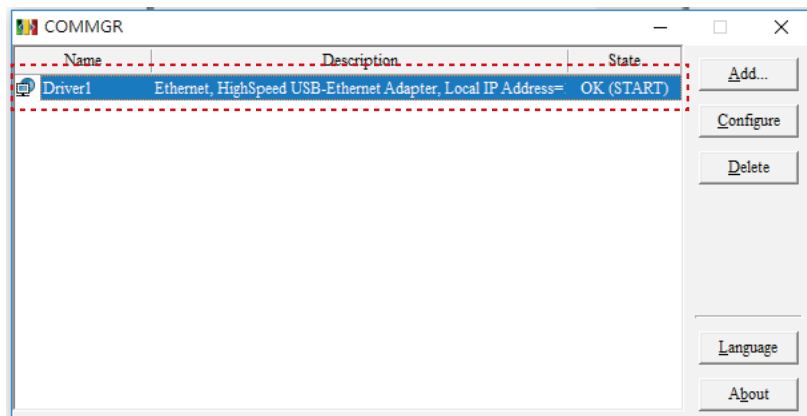 COMMGR
Name Description State
Driver1 Ethernet, HighSpeed USB-Ethernet Adapter, Local IP Address= OK (START)
Add...
Configure
Delete
Language
About